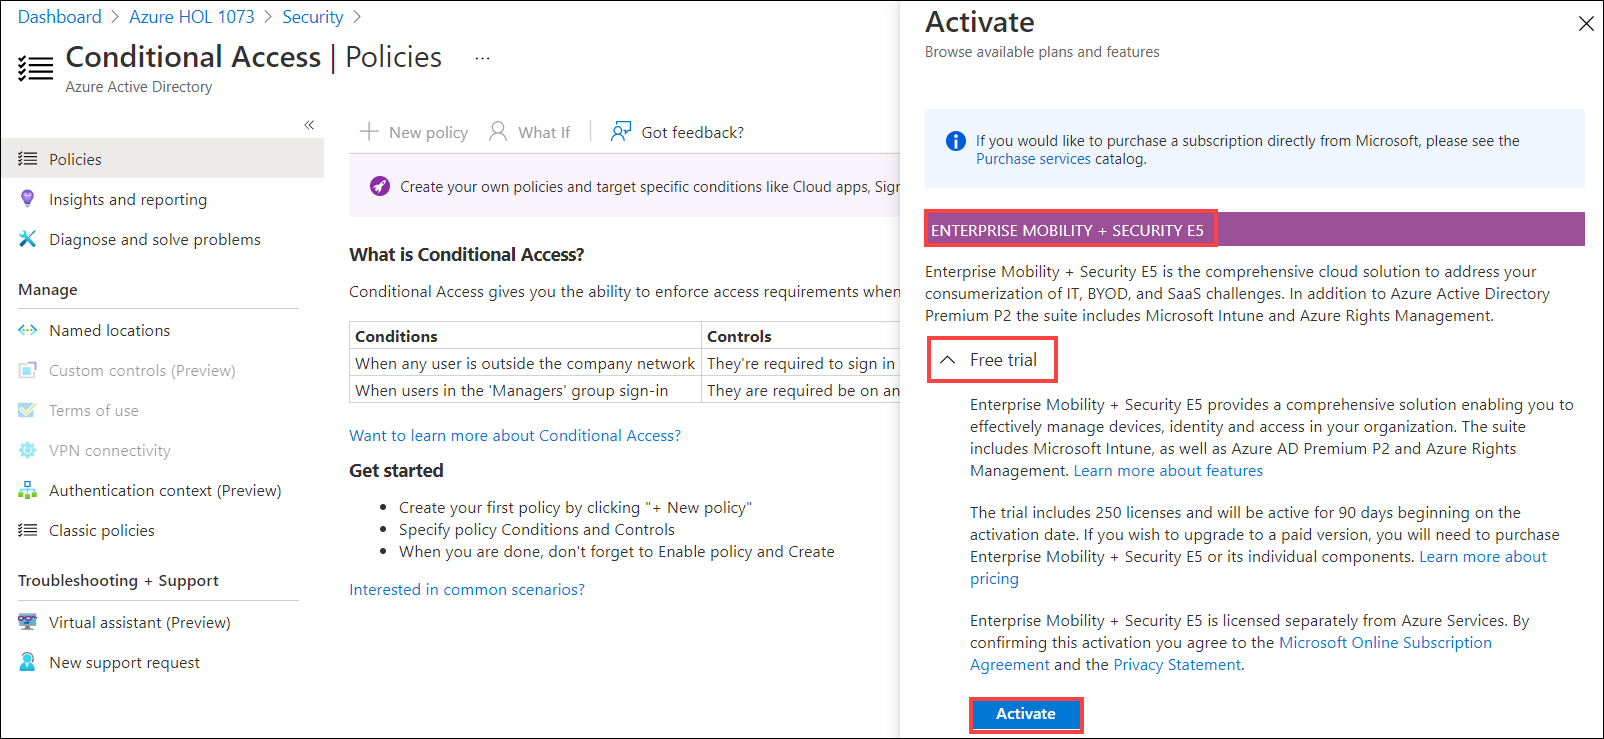 Dashboard > Azure HOL 1073 > Security >
Conditional Access | Policies ...
Azure Active Directory
«
Policies
Insights and reporting
Diagnose and solve problems
Manage
Named locations
Custom controls (Preview)
Terms of use
VPN connectivity
Authentication context (Preview)
Classic policies
Troubleshooting + Support
Virtual assistant (Preview)
New support request
New policy What If Got feedback?
Create your own policies and target specific conditions like Cloud apps, Sign
What is Conditional Access?
Conditional Access gives you the ability to enforce access requirements when
Conditions Controls
When any user is outside the company network They're required to sign in
When users in the 'Managers' group sign-in They are required be on an
Want to learn more about Conditional Access?
Get started
• Create your first policy by clicking "+ New policy"
• Specify policy Conditions and Controls
• When you are done, don't forget to Enable policy and Create
Interested in common scenarios?
Activate
Browse available plans and features
If you would like to purchase a subscription directly from Microsoft, please see the
Purchase services catalog.
ENTERPRISE MOBILITY + SECURITY E5
Enterprise Mobility + Security E5 is the comprehensive cloud solution to address your
consumerization of IT, BYOD, and SaaS challenges. In addition to Azure Active Directory
Premium P2 the suite includes Microsoft Intune and Azure Rights Management.
Free trial
Enterprise Mobility + Security E5 provides a comprehensive solution enabling you to
effectively manage devices, identity and access in your organization. The suite
includes Microsoft Intune, as well as Azure AD Premium P2 and Azure Rights
Management. Learn more about features
The trial includes 250 licenses and will be active for 90 days beginning on the
activation date. If you wish to upgrade to a paid version, you will need to purchase
Enterprise Mobility + Security E5 or its individual components. Learn more about
pricing
Enterprise Mobility + Security E5 is licensed separately from Azure Services. By
confirming this activation you agree to the Microsoft Online Subscription
Agreement and the Privacy Statement.
Activate